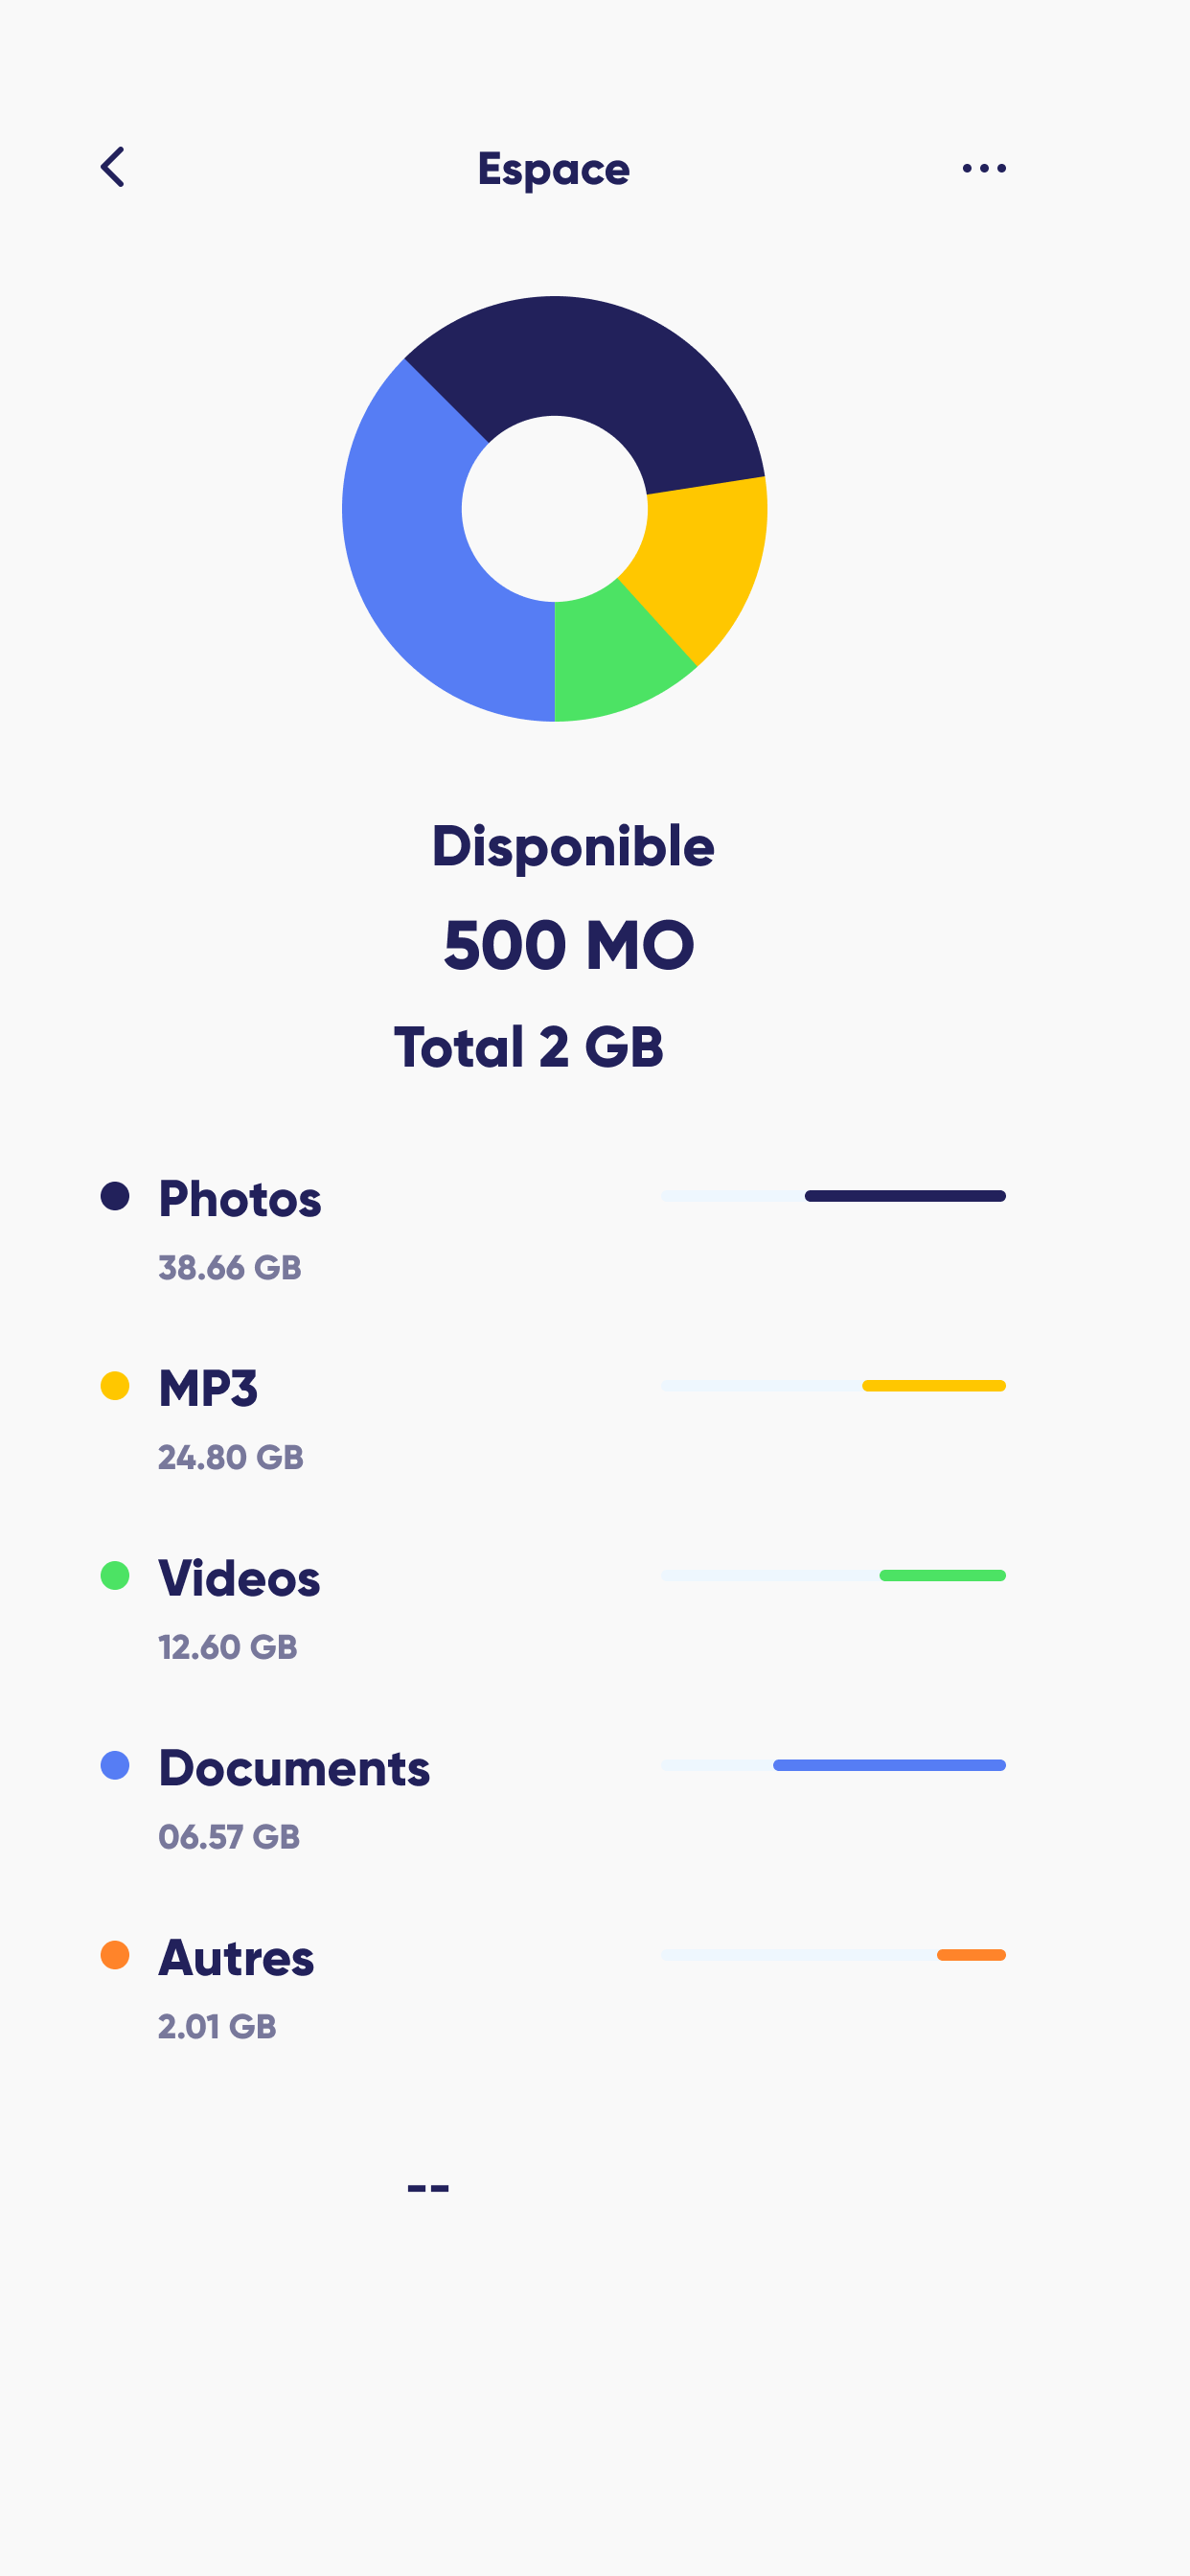 Espace
Disponible
500 MO
Total 2 GB
Photos
38.66 GB
MP3
24.80 GB
Videos
12.60 GB
Documents
06.57 GB
Autres
2.01 GB
--